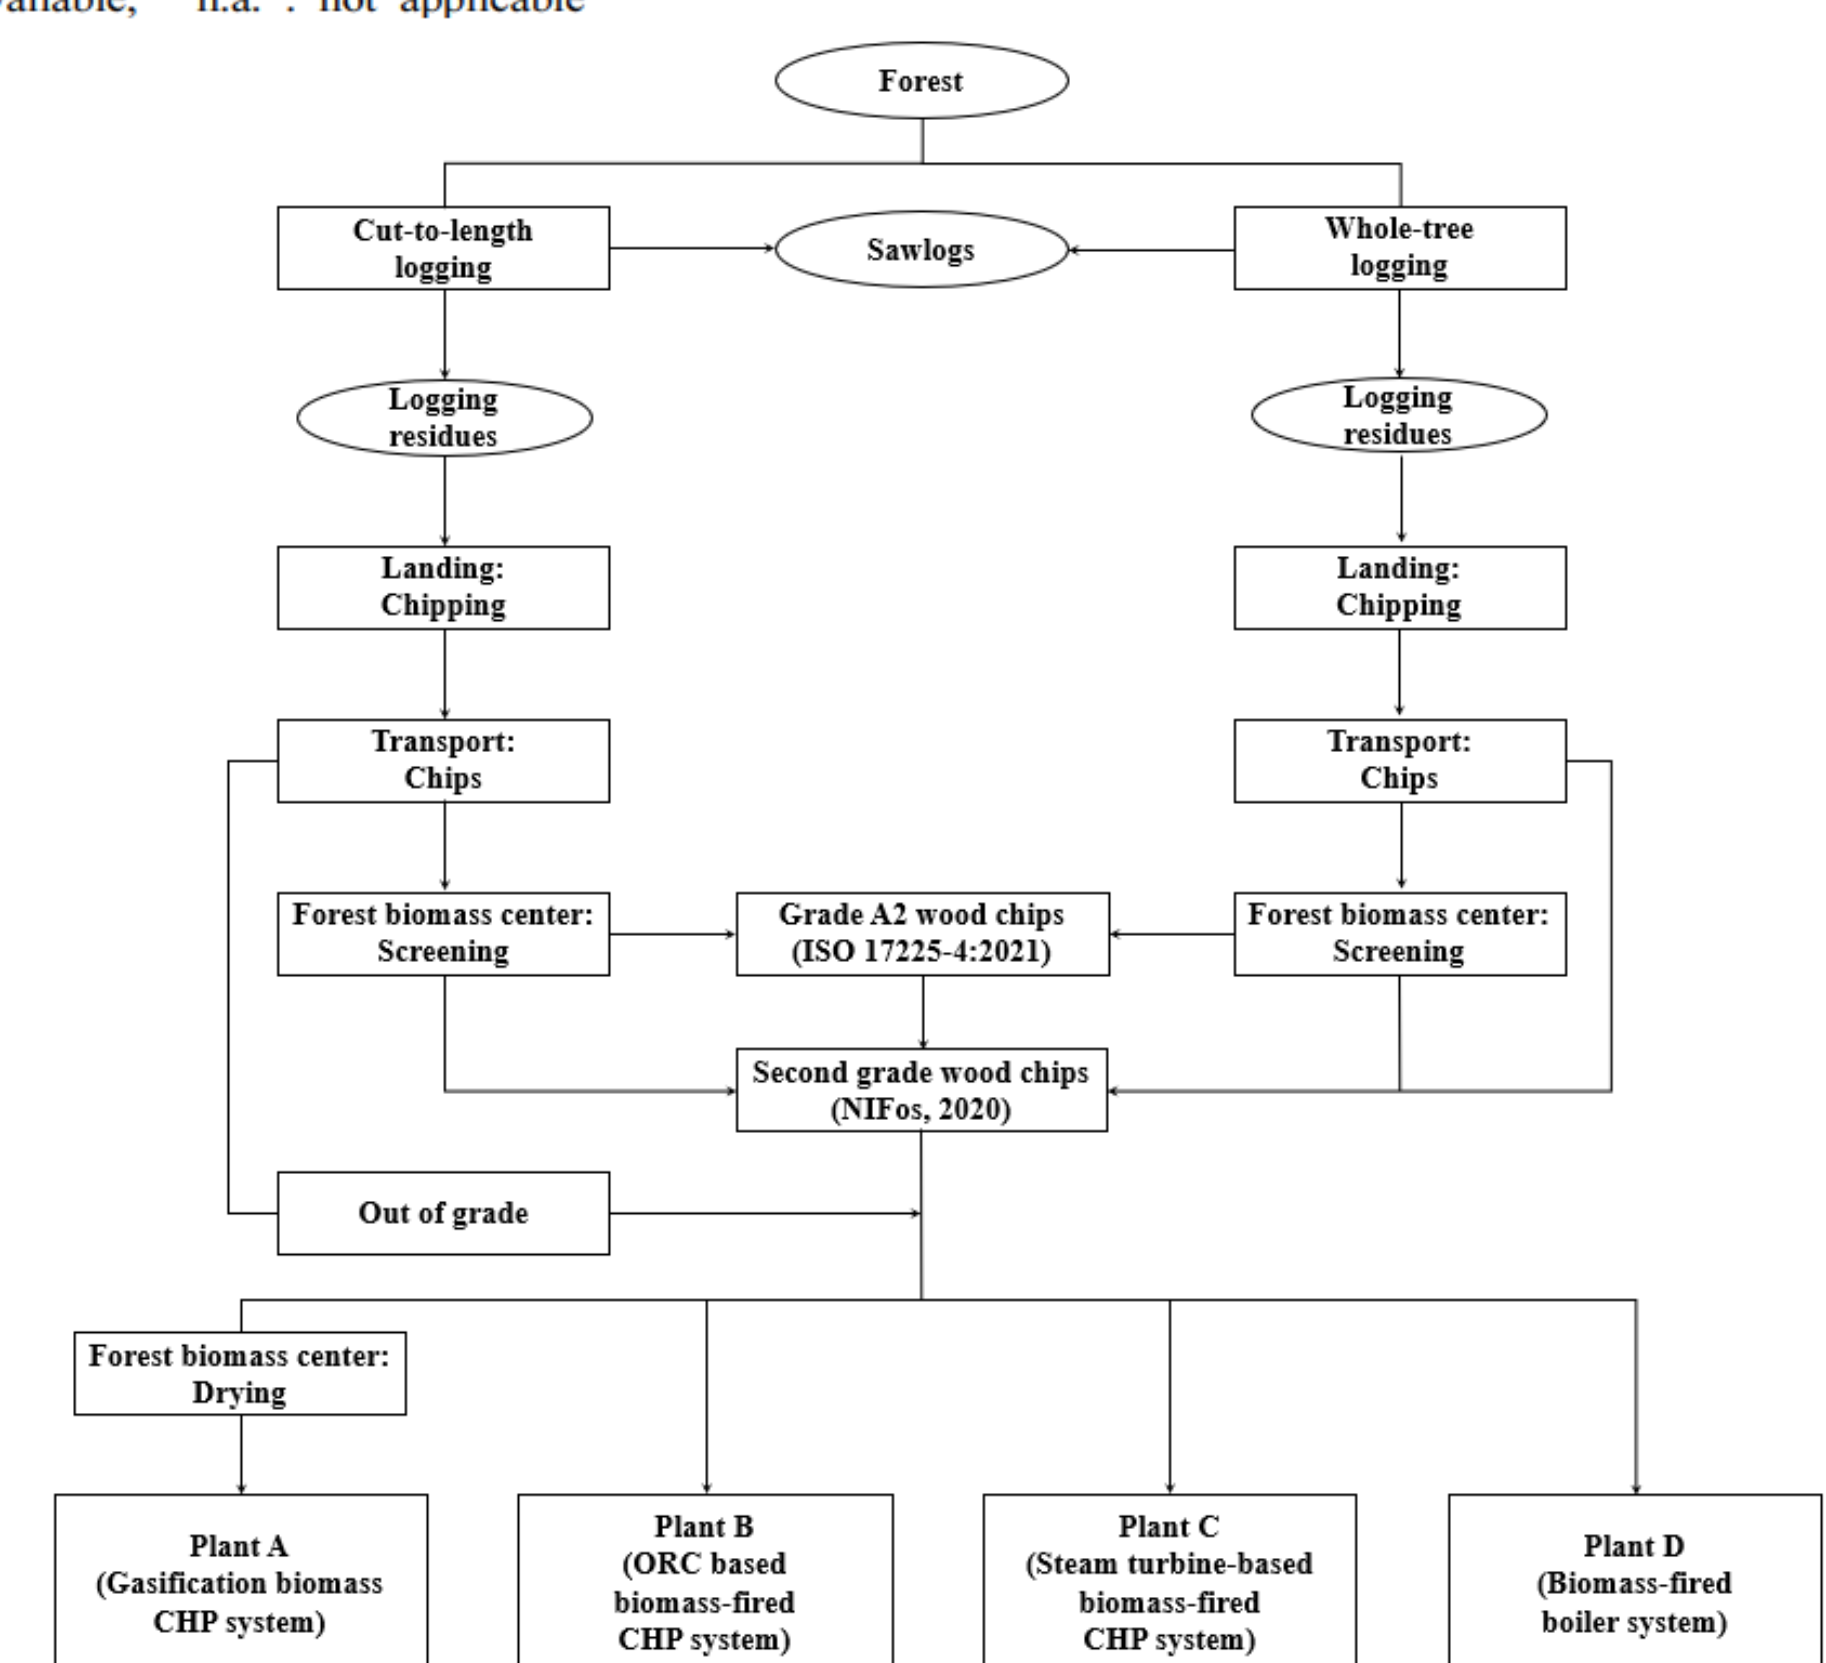 "n.a.": not applicable
Forest
Cut-to-length
logging
Sawlogs
Whole-tree
logging
Logging
residues
Logging
residues
Landing:
Chipping
Landing:
Chipping
Transport:
Chips
Transport:
Chips
Forest biomass center:
Screening
Grade A2 wood chips
(ISO 17225-4:2021)
Forest biomass center:
Screening
Second grade wood chips
(NIFos, 2020)
Out of grade
Forest biomass center:
Drying
Plant A
(Gasification biomass
CHP system)
Plant B
(ORC based
biomass-fired
CHP system)
Plant C
(Steam turbine-based
biomass-fired
CHP system)
Plant D
(Biomass-fired
boiler system)